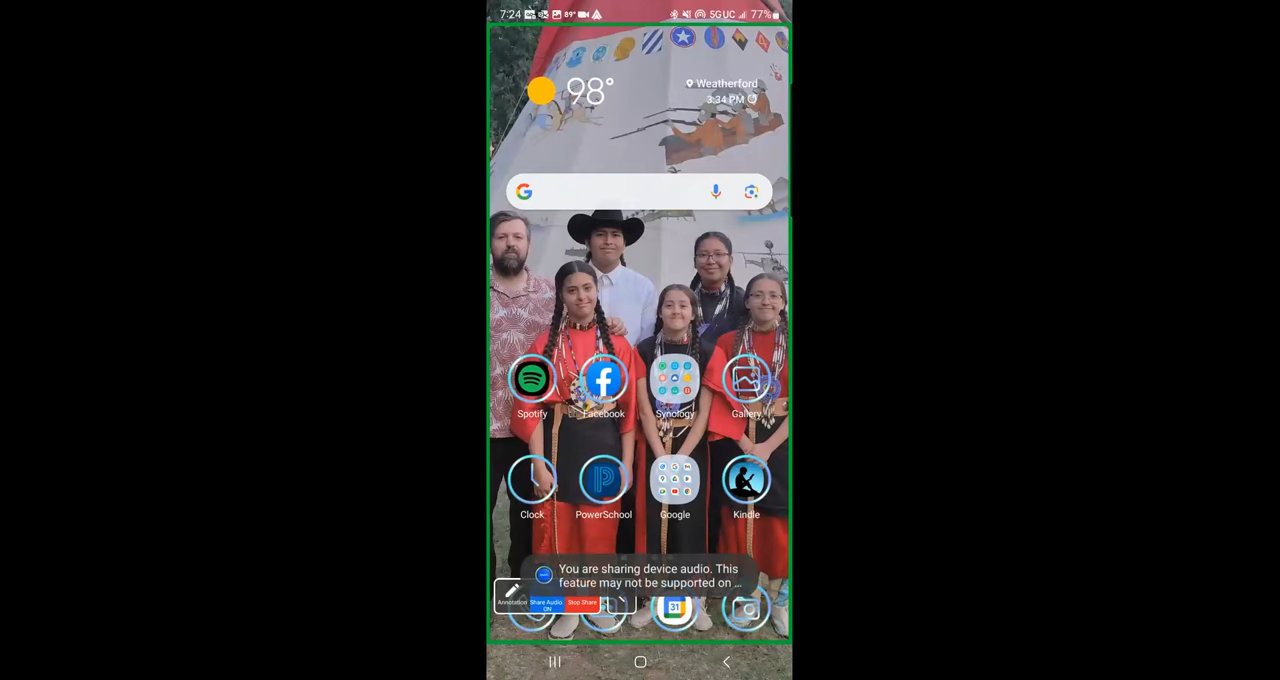 7:24 89° 5G UC 77%
98°
Weatherford
3:34 PM
Spotify Facebook Synology Gallery
Clock PowerSchool Google Kindle
You are sharing device audio. This
feature may not be supported on ...
Annotation Share Audio: Stop Share
ON
31